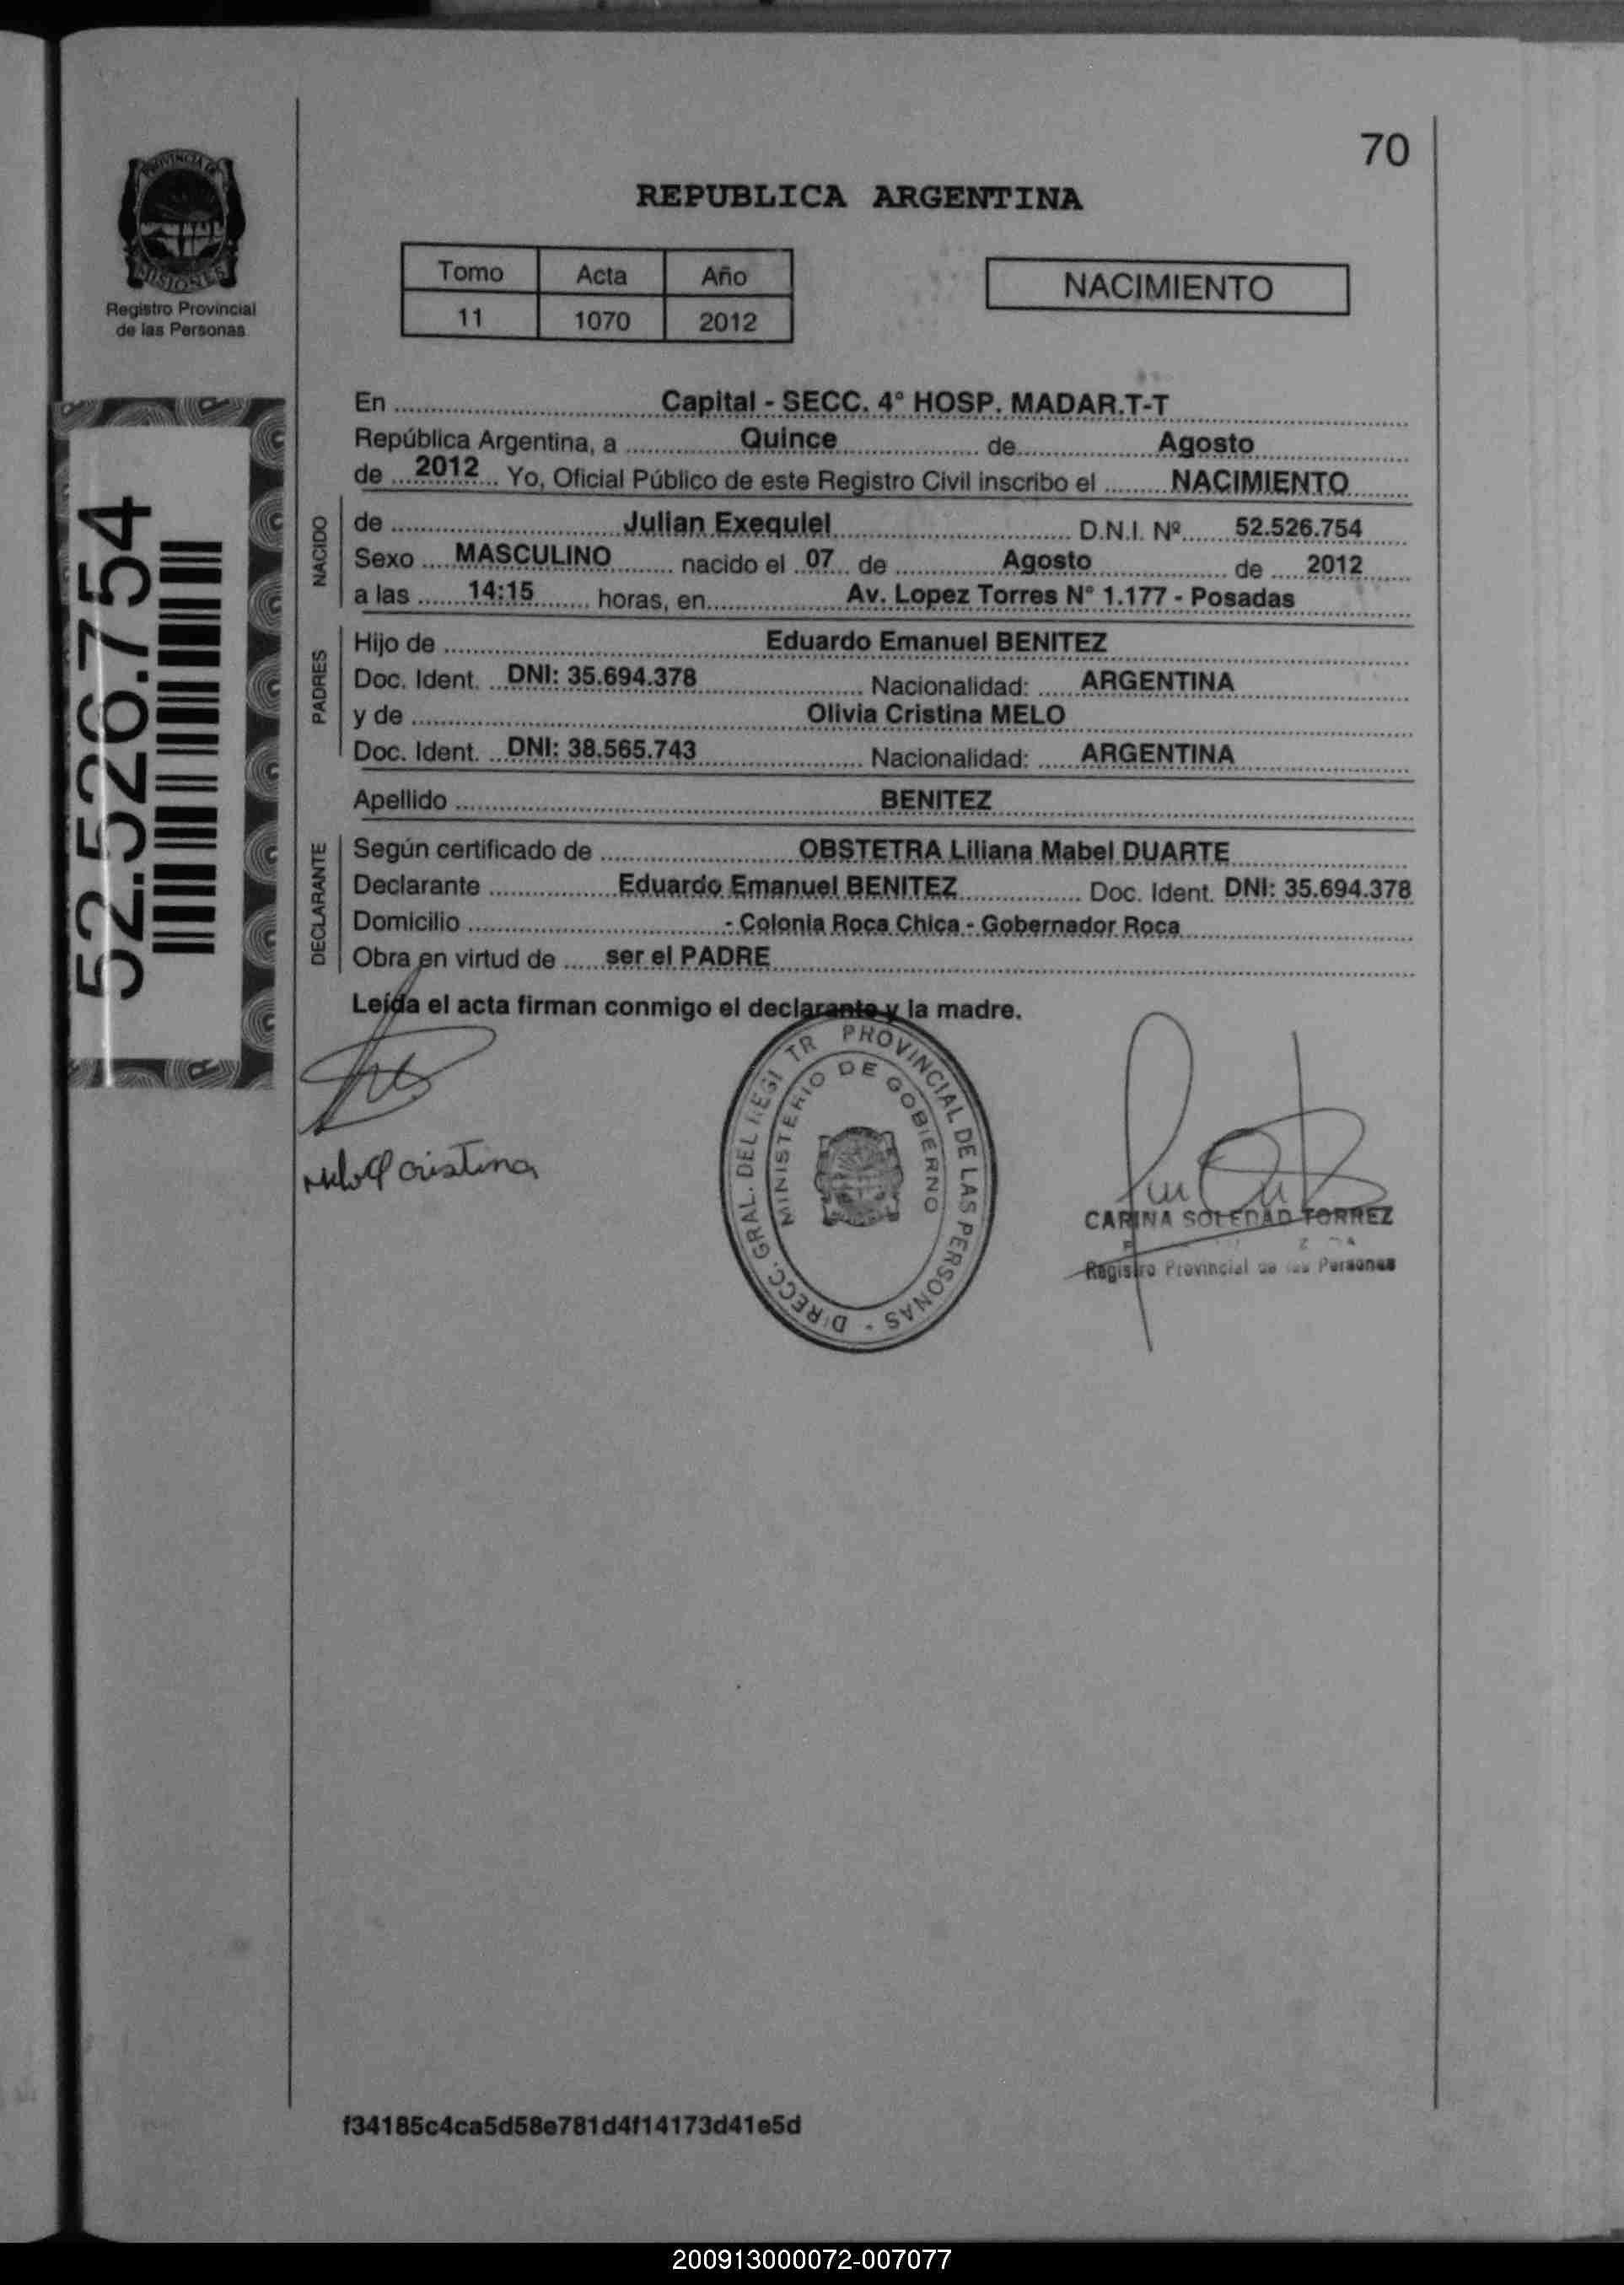 70
PROVINCIA DE
MISIONES
Registro Provincial
de las Personas
REPUBLICA ARGENTINA
Tomo Acta Año
11 1070 2012
NACIMIENTO
52.526.754
En Capital - SECC. 4° HOSP. MADAR.T-T
República Argentina, a Quince de Agosto
de 2012 Yo, Oficial Público de este Registro Civil inscribo el NACIMIENTO
NACIDO
de Julian Exequiel D.N.I. Nº 52.526.754
Sexo MASCULINO nacido el 07 de Agosto de 2012
a las 14:15 horas, en Av. Lopez Torres N° 1.177 - Posadas
PADRES
Hijo de Eduardo Emanuel BENITEZ
Doc. Ident. DNI: 35.694.378 Nacionalidad: ARGENTINA
y de Olivia Cristina MELO
Doc. Ident. DNI: 38.565.743 Nacionalidad: ARGENTINA
Apellido BENITEZ
DECLARANTE
Según certificado de OBSTETRA Liliana Mabel DUARTE
Declarante Eduardo Emanuel BENITEZ Doc. Ident. DNI: 35.694.378
Domicilio - Colonia Roca Chica - Gobernador Roca
Obra en virtud de ser el PADRE
Leída el acta firman conmigo el declarante y la madre.
DIRECC. GRAL. DEL REGI TR PROVINCIAL DE LAS PERSONAS -
MINISTERIO DE GOBIERNO
cristina
CARINA SOLEDAD TORREZ
Registro Provincial de las Personas
f34185c4ca5d58e781d4f14173d41e5d
200913000072-007077